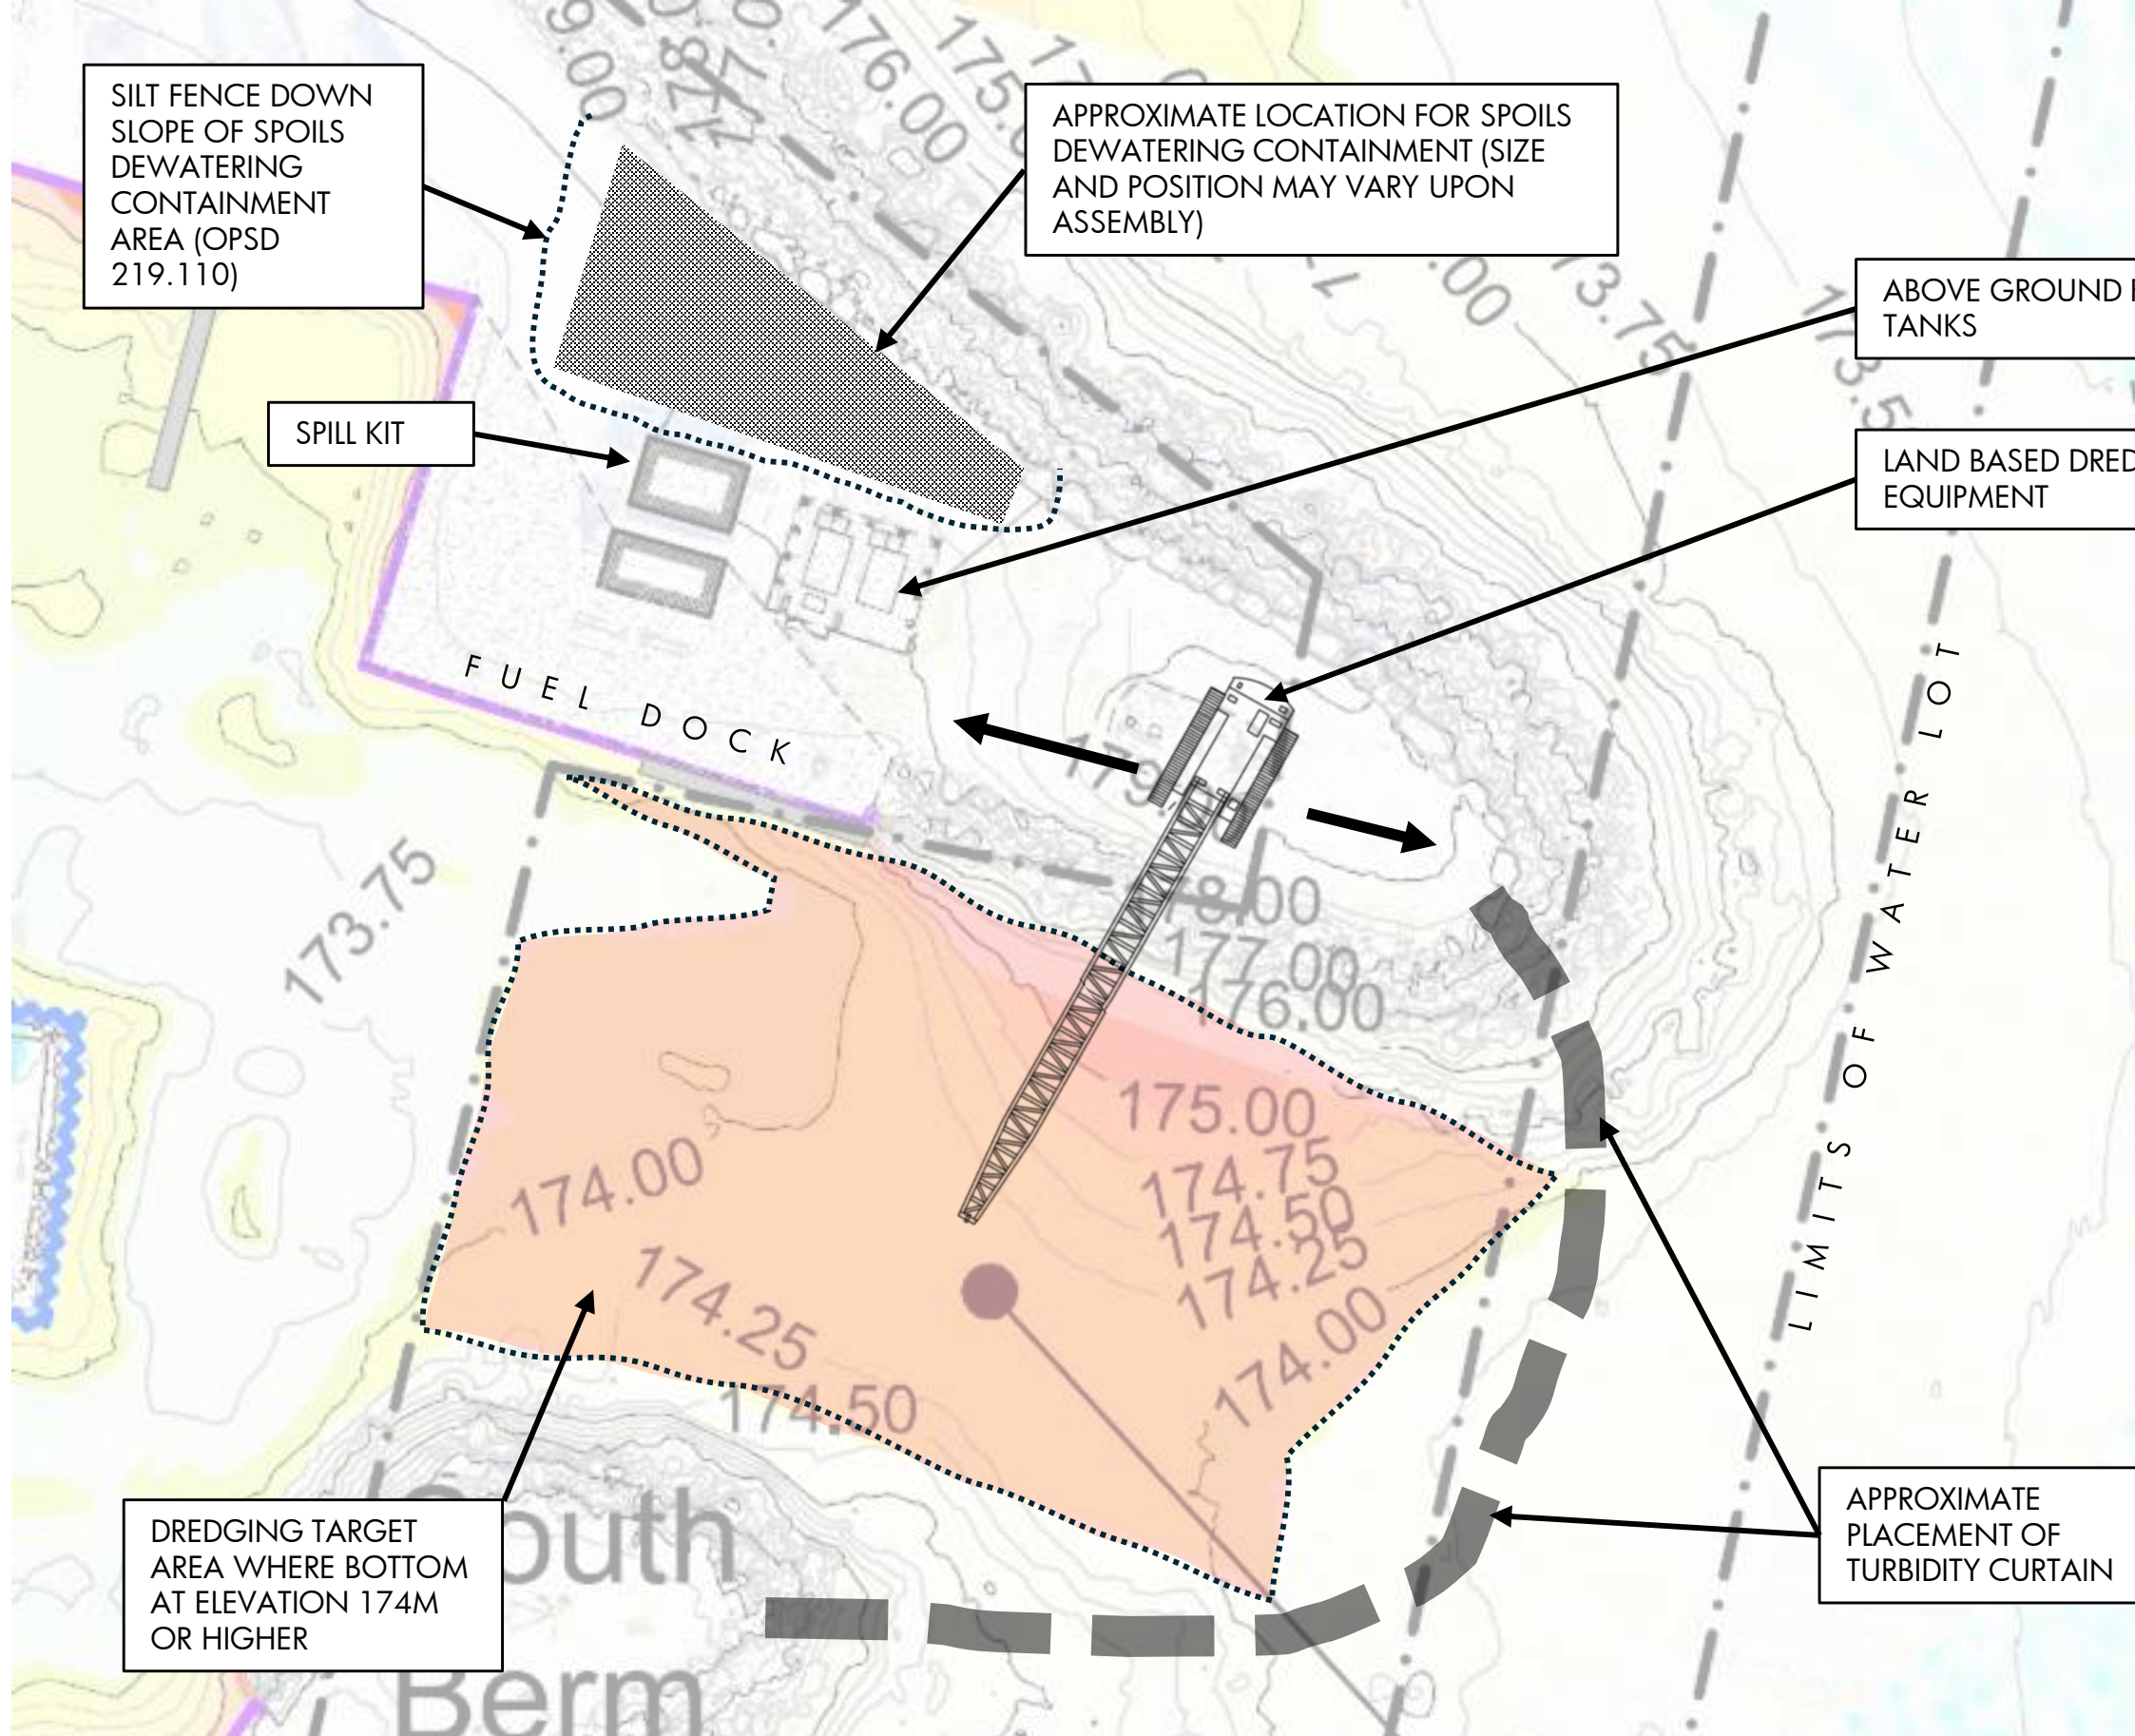 SILT FENCE DOWN
SLOPE OF SPOILS
DEWATERING
CONTAINMENT
AREA (OPSD
219.110)
176.00
APPROXIMATE LOCATION FOR SPOILS
DEWATERING CONTAINMENT (SIZE
AND POSITION MAY VARY UPON
ASSEMBLY)
ABOVE GROUND
TANKS
SPILL KIT
LAND BASED
EQUIPMENT
FUEL DOCK
LIMITS OF WATER LOT
173.75
177.00
176.00
175.00
174.75
174.50
174.25
174.00
174.00
174.25
174.50
DREDGING TARGET
AREA WHERE BOTTOM
AT ELEVATION 174M
OR HIGHER
APPROXIMATE
PLACEMENT OF
TURBIDITY CURTAIN
Berm